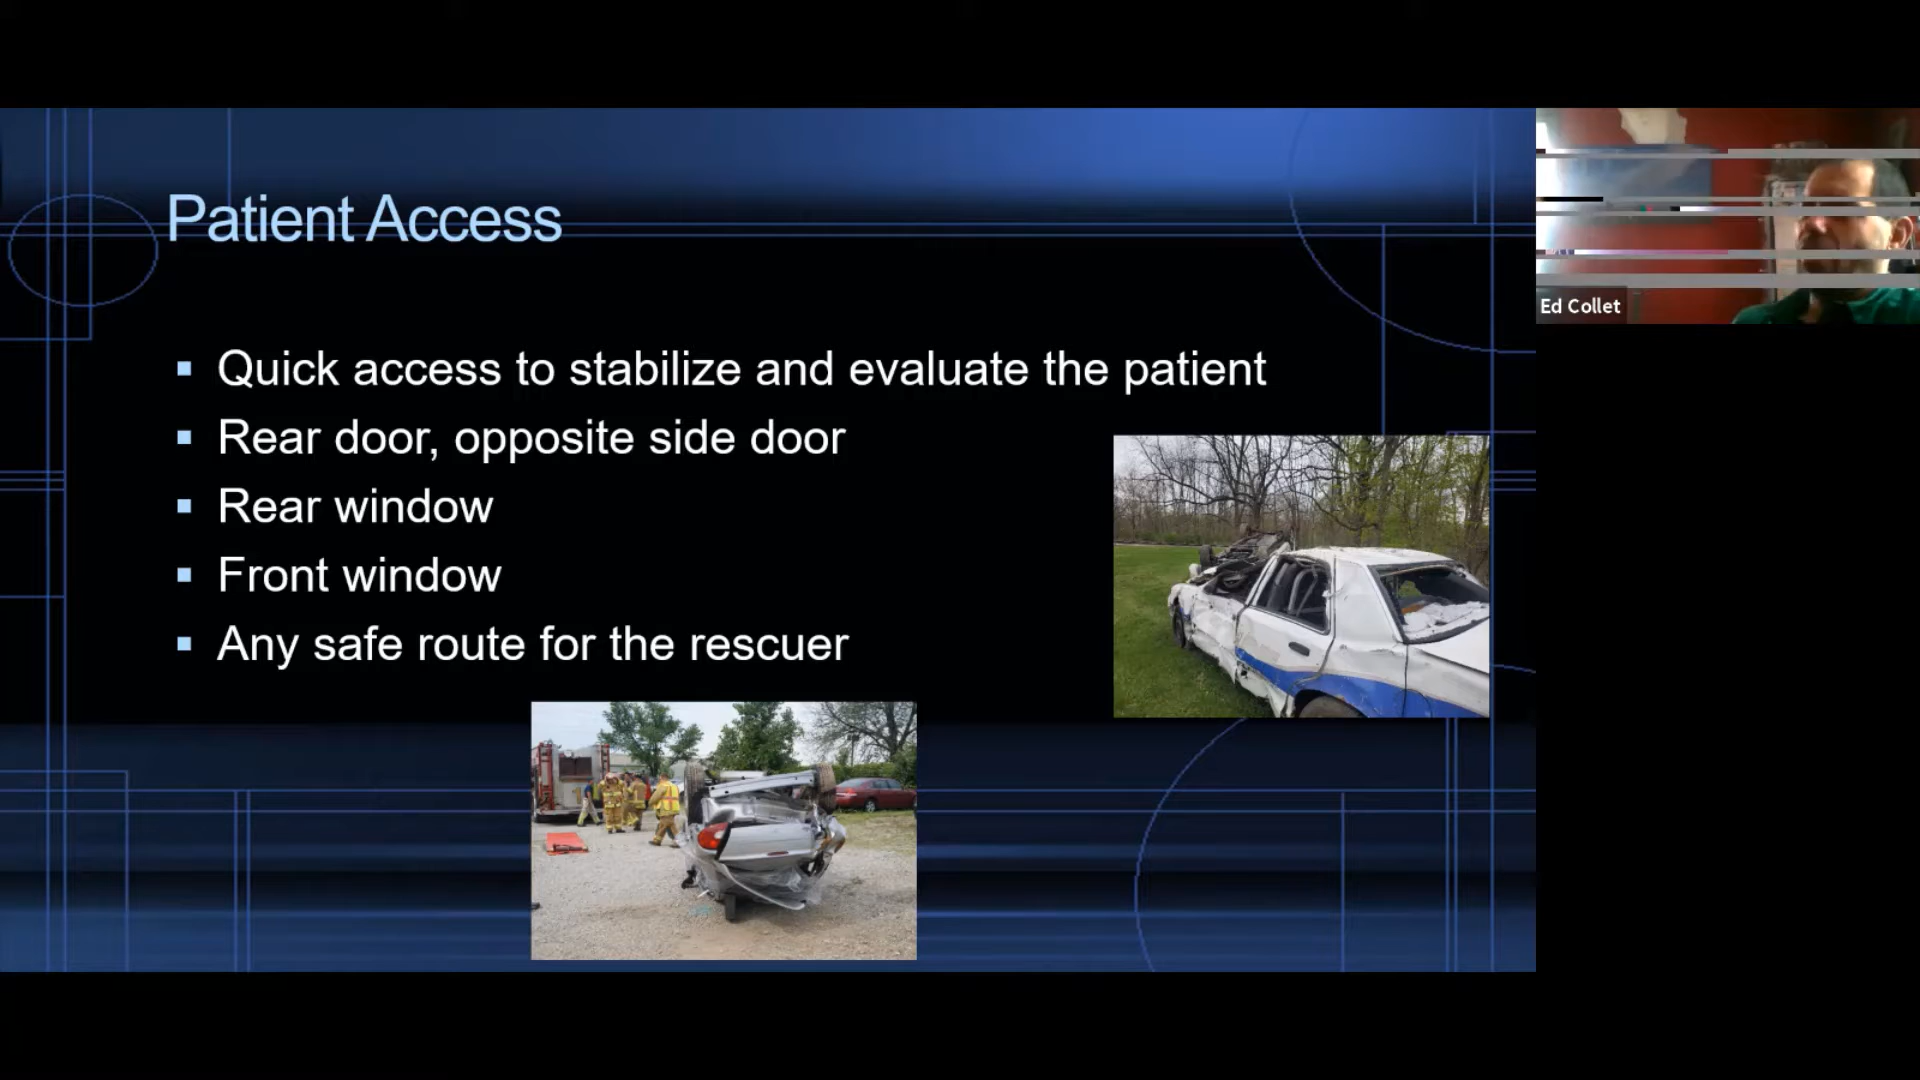 Patient Access
Quick access to stabilize and evaluate the patient
Rear door, opposite side door
Rear window
Front window
Any safe route for the rescuer
Ed Collet